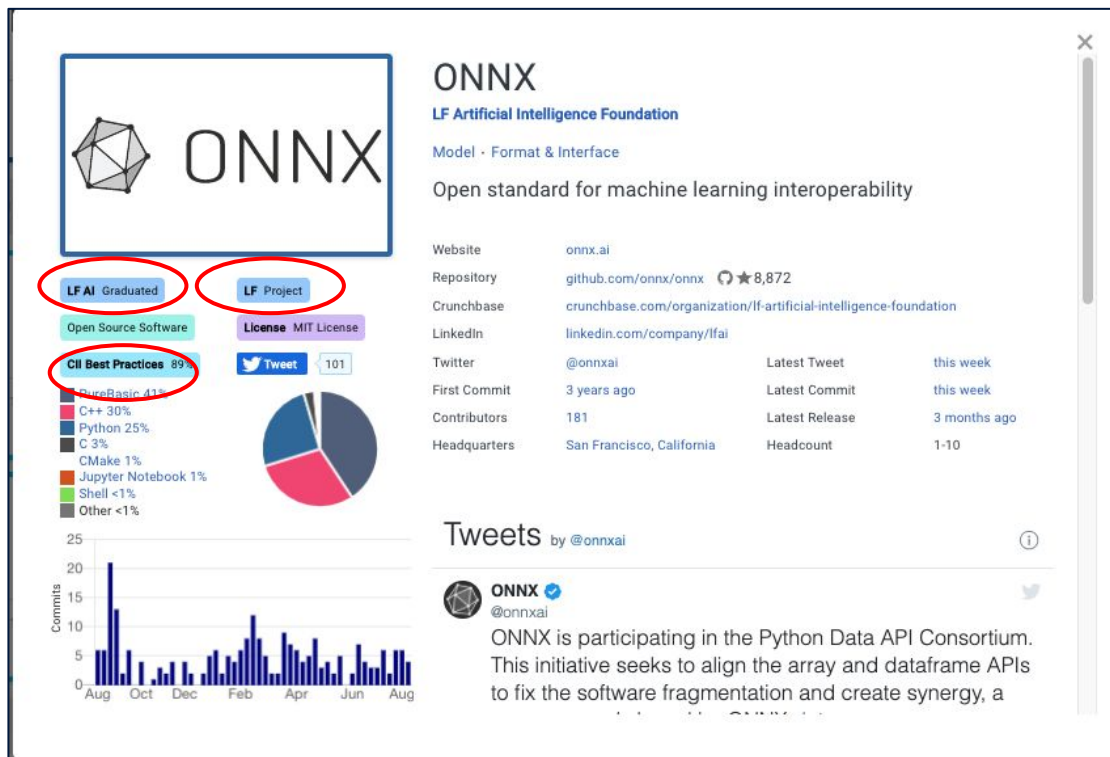 ONNX
LF AI Graduated
LF Project
Open Source Software
License MIT License
CII Best Practices 89%
Tweet 101
PureBasic 41%
C++ 30%
Python 25%
C 3%
CMake 1%
Jupyter Notebook 1%
Shell <1%
Other <1%
25
20
15
10
5
0
Commits
Aug Oct Dec Feb Apr Jun Aug
ONNX
LF Artificial Intelligence Foundation
Model · Format & Interface
Open standard for machine learning interoperability
Website onnx.ai
Repository github.com/onnx/onnx ★8,872
Crunchbase crunchbase.com/organization/lf-artificial-intelligence-foundation
LinkedIn linkedin.com/company/lfai
Twitter @onnxai Latest Tweet this week
First Commit 3 years ago Latest Commit this week
Contributors 181 Latest Release 3 months ago
Headquarters San Francisco, California Headcount 1-10
Tweets by @onnxai
ONNX
@onnxai
ONNX is participating in the Python Data API Consortium.
This initiative seeks to align the array and dataframe APIs
to fix the software fragmentation and create synergy, a